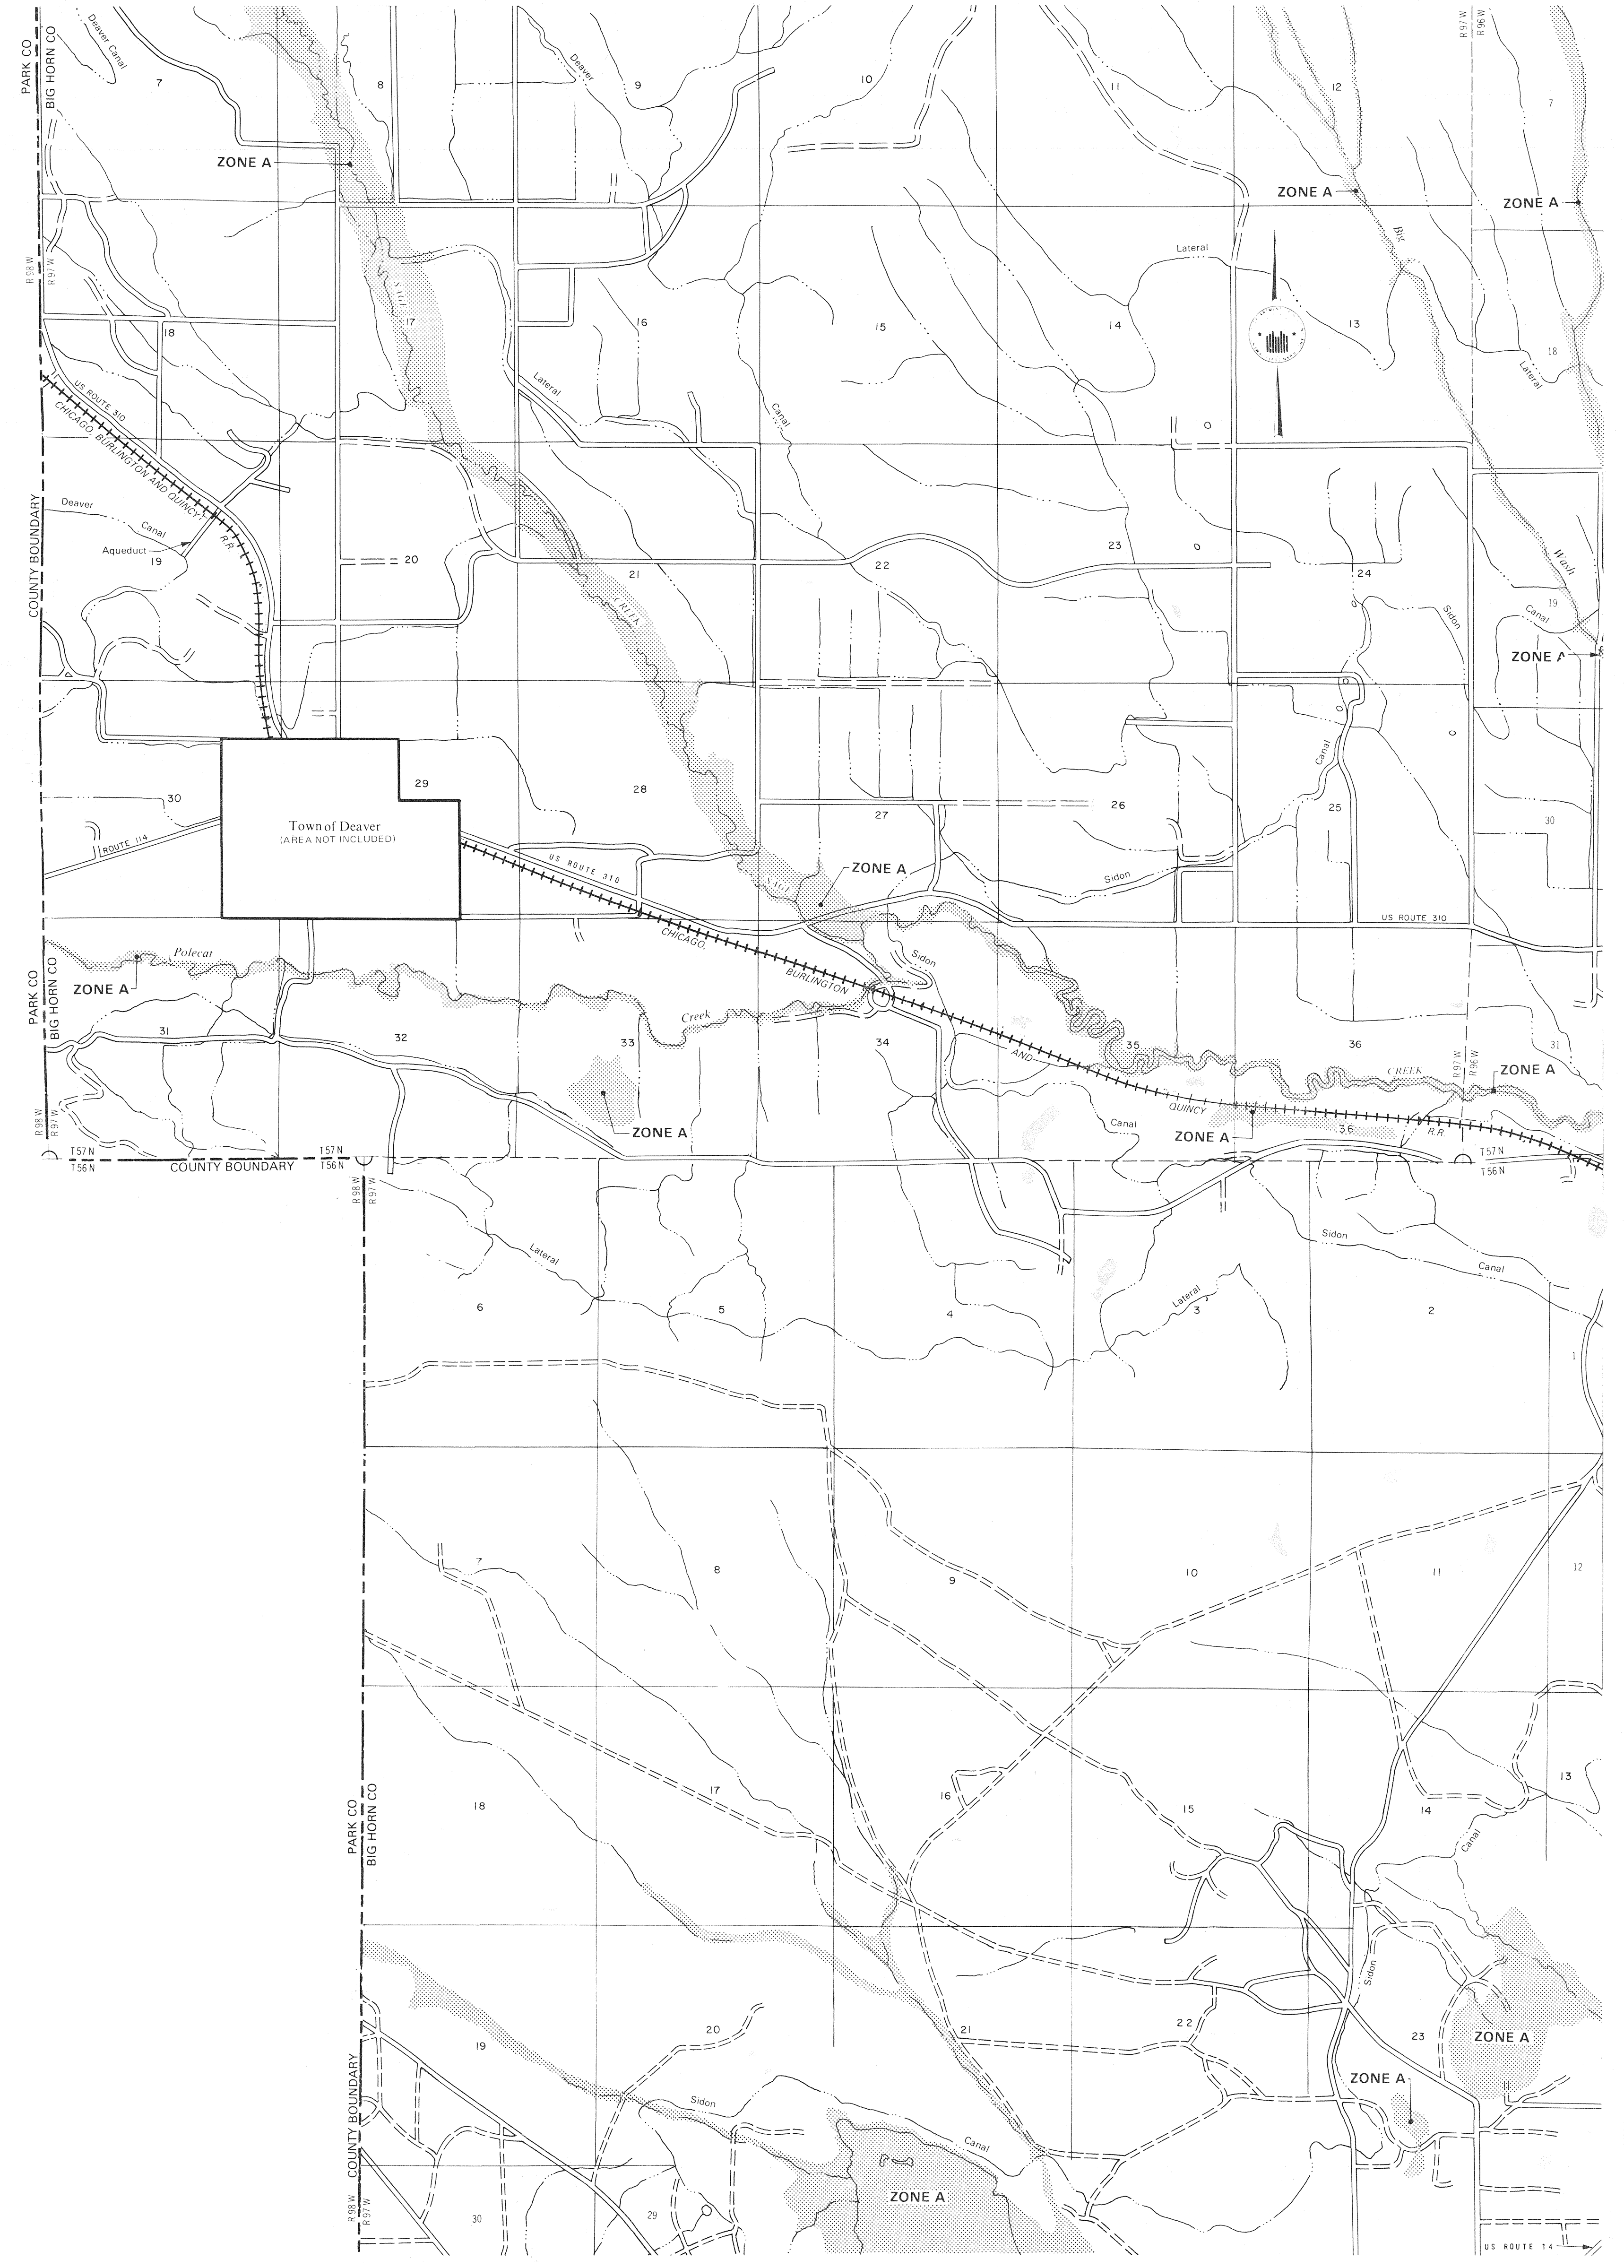 PARK CO
BIG HORN CO
Deaver Canal
7
8
Deaver
9
10
11
12
R 97 W
R 96 W
7
ZONE A
ZONE A
ZONE A
Big
Lateral
R 98 W
R 97 W
SAGE
17
16
15
14
13
18
18
Lateral
US ROUTE 310
CHICAGO, BURLINGTON AND QUINCY
R.R.
Lateral
Canal
COUNTY BOUNDARY
Deaver
Canal
Aqueduct
19
20
21
22
23
24
Wash
19
Canal
Sidon
CREEK
ZONE A
Canal
30
29
28
27
26
25
30
Town of Deaver
(AREA NOT INCLUDED)
ROUTE 114
US ROUTE 310
SAGE
ZONE A
Sidon
US ROUTE 310
CHICAGO,
BURLINGTON
Sidon
Polecat
ZONE A
PARK CO
BIG HORN CO
Creek
31
32
33
34
AND
35
36
31
R 97 W
R 96 W
CREEK
ZONE A
QUINCY
ZONE A
Canal
ZONE A
36
R.R.
R 98 W
R 97 W
T 57 N
T 56 N
COUNTY BOUNDARY
T 57 N
T 56 N
T 57 N
T 56 N
R 98 W
R 97 W
Lateral
Sidon
Canal
Lateral
6
5
4
3
2
1
7
8
9
10
11
12
PARK CO
BIG HORN CO
18
17
16
15
14
13
Canal
Sidon
19
20
21
22
23
ZONE A
ZONE A
COUNTY BOUNDARY
Sidon
Canal
ZONE A
R 98 W
R 97 W
30
29
US ROUTE 14